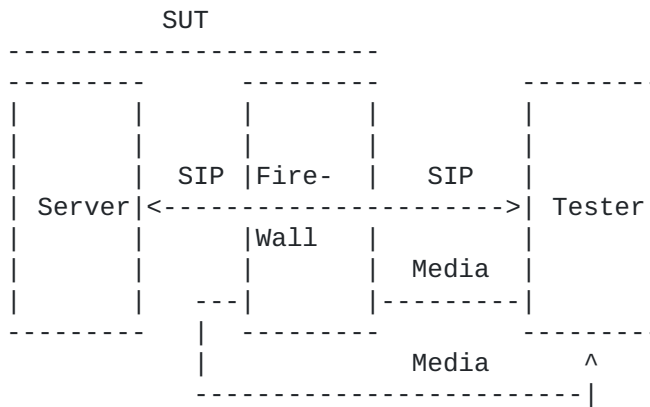 SUT
SIP Fire- SIP
Server Tester
Wall
Media
Media